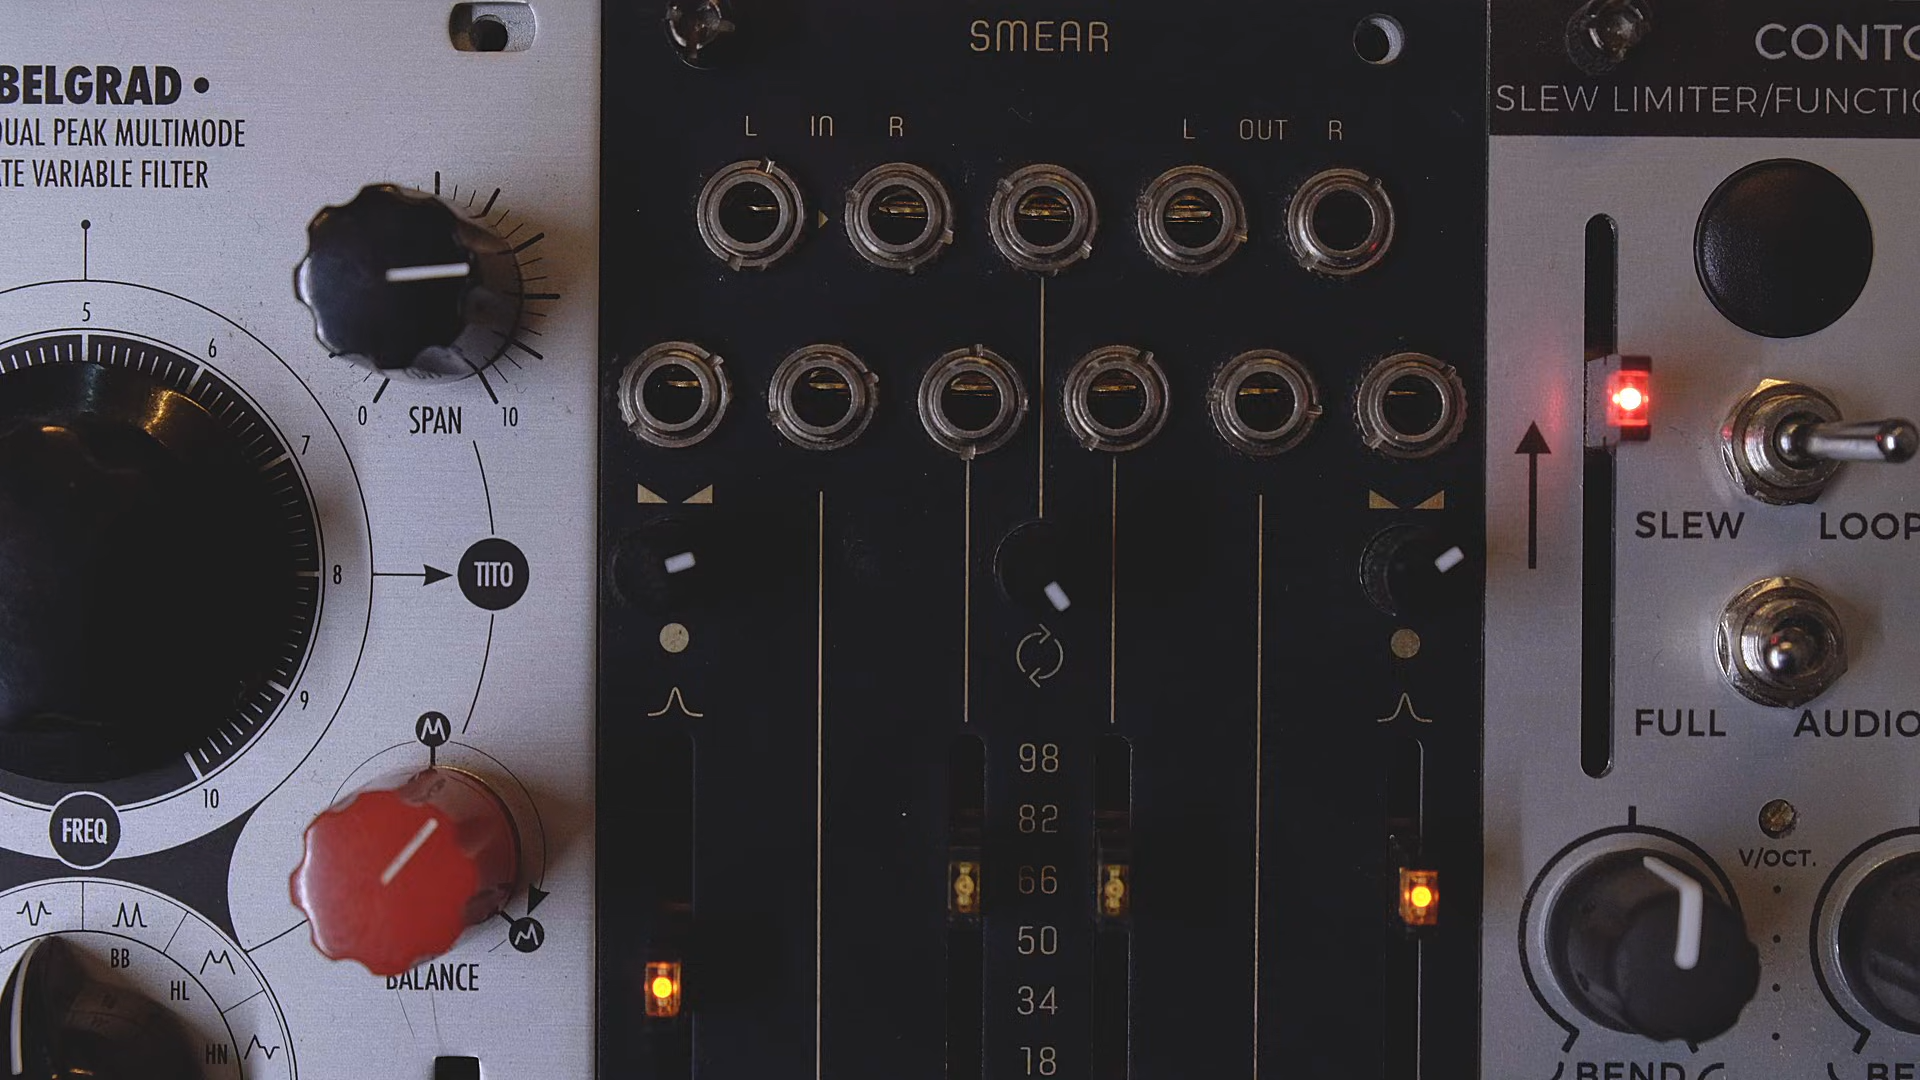 BELGRAD •
DUAL PEAK MULTIMODE
VARIABLE FILTER
5
6
7
8
9
10
0
SPAN
10
TITO
FREQ
BALANCE
BB
HL
HN
SMEAR
L IN R
L OUT R
98
82
66
50
34
18
CONTO
SLEW LIMITER/FUNCTIO
SLEW LOOP
FULL AUDIO
V/OCT.
BEND
BE